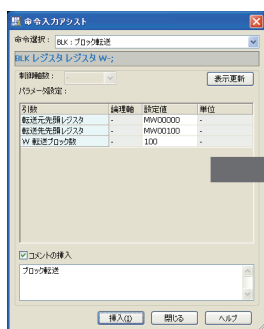 命令入力アシスト
命令選択： BLK : ブロック転送
BLK レジスタ レジスタ W-;
制御軸数： -
表示更新
パラメータ設定：
引数 論理軸 設定値 単位
転送元先頭レジスタ - MW00000 -
転送先先頭レジスタ - MW00100 -
W 転送ブロック数 - 100 -
コメントの挿入
ブロック転送
挿入(I) 閉じる ヘルプ